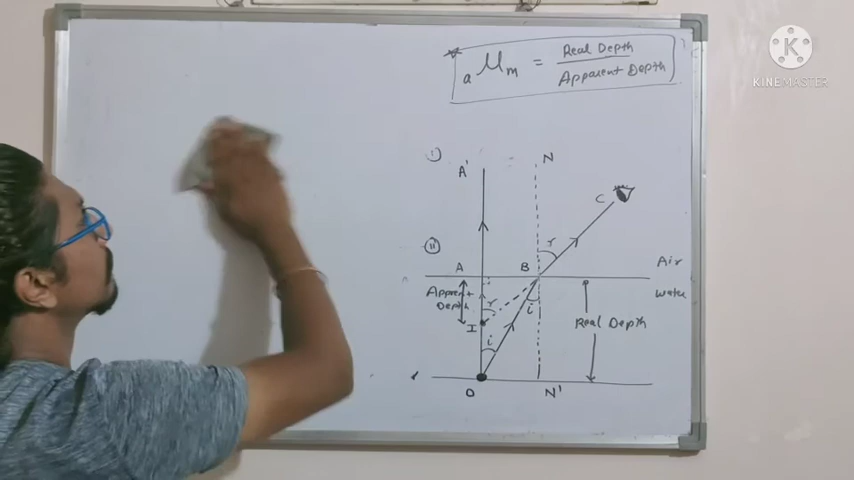 aμm = Real Depth / Apparent Depth
KINEMASTER
I
A'
N
C
r
II
A
B
Air
Apparent
Depth
r
i
Water
I
Real Depth
i
O
N'